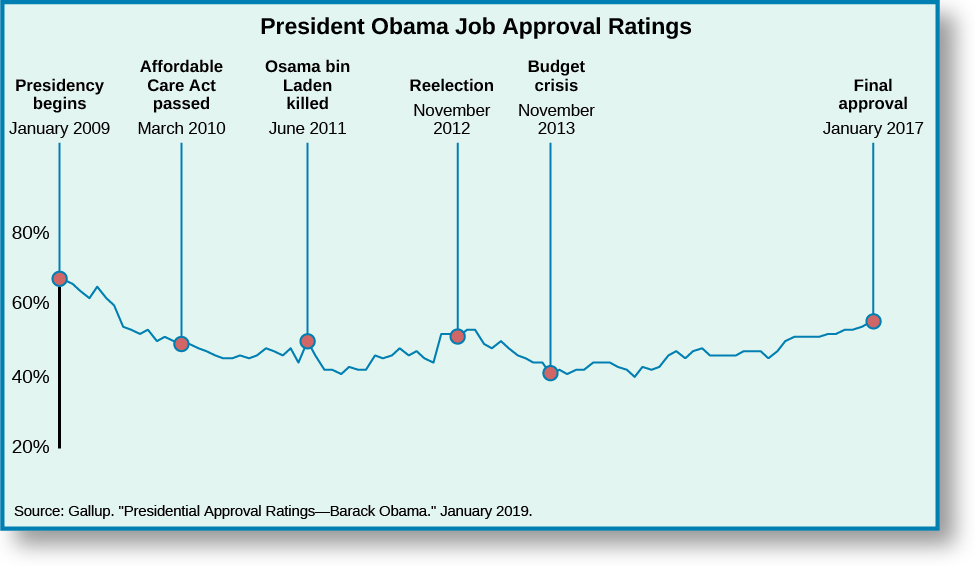 President Obama Job Approval Ratings
Presidency
begins
January 2009
Affordable
Care Act
passed
March 2010
Osama bin
Laden
killed
June 2011
Reelection
November
2012
Budget
crisis
November
2013
Final
approval
January 2017
80%
60%
40%
20%
Source: Gallup. "Presidential Approval Ratings—Barack Obama." January 2019.